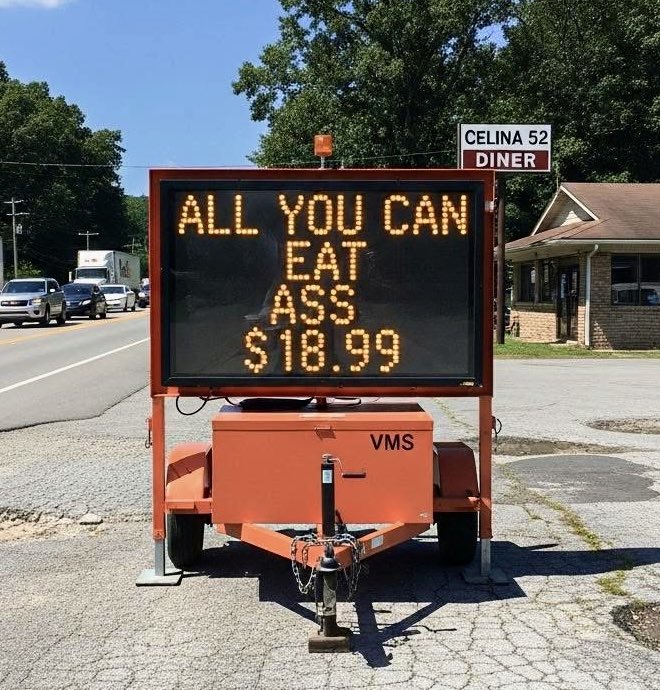 CELINA 52
DINER
ALL YOU CAN
EAT
ASS
$18.99
VMS